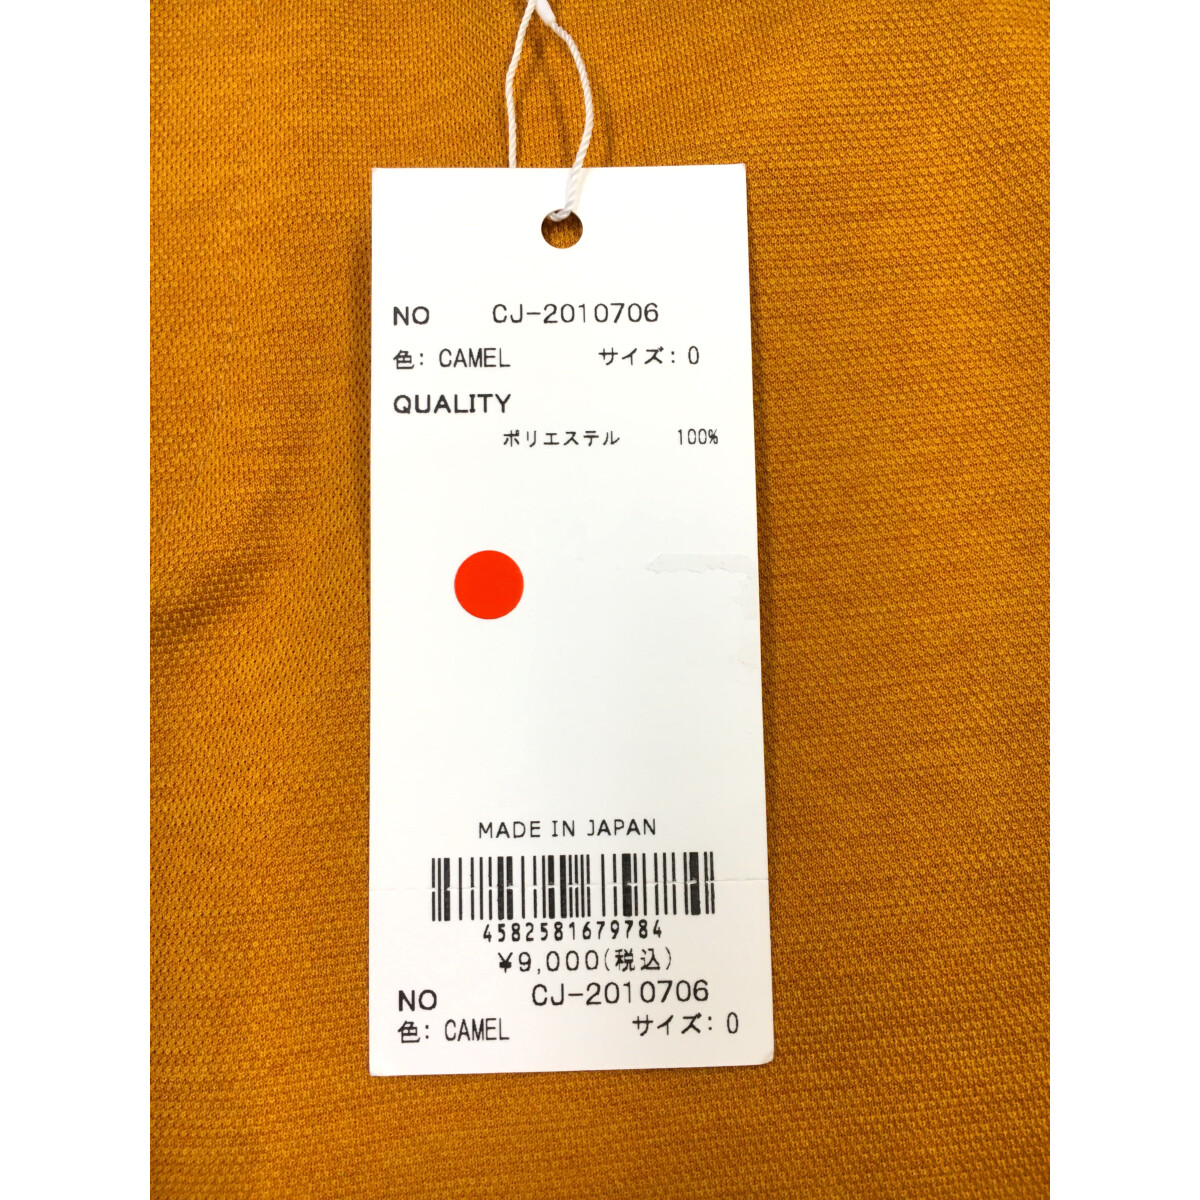 NO CJ-2010706
色: CAMEL サイズ: 0
QUALITY
ポリエステル 100%
MADE IN JAPAN
4582581679784
¥9,000(税込)
NO CJ-2010706
色: CAMEL サイズ: 0